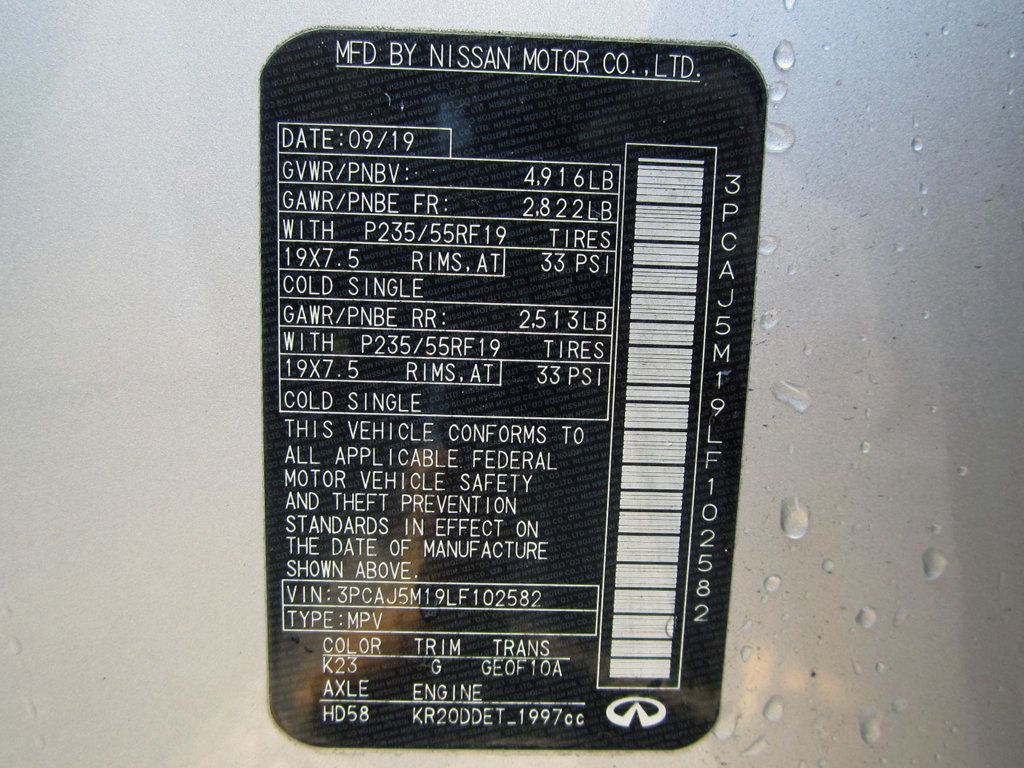 MFD BY NISSAN MOTOR CO.,LTD.
DATE:09/19
GVWR/PNBV: 4,916LB
GAWR/PNBE FR: 2,822LB
WITH P235/55RF19 TIRES
19X7.5 RIMS,AT 33 PSI
COLD SINGLE
GAWR/PNBE RR: 2,513LB
WITH P235/55RF19 TIRES
19X7.5 RIMS,AT 33 PSI
COLD SINGLE
THIS VEHICLE CONFORMS TO
ALL APPLICABLE FEDERAL
MOTOR VEHICLE SAFETY
AND THEFT PREVENTION
STANDARDS IN EFFECT ON
THE DATE OF MANUFACTURE
SHOWN ABOVE.
VIN:3PCAJ5M19LF102582
TYPE:MPV
COLOR TRIM TRANS
K23 G GE0F10A
AXLE ENGINE
HD58 KR20DDET_1997cc
3PCAJ5M19LF102582